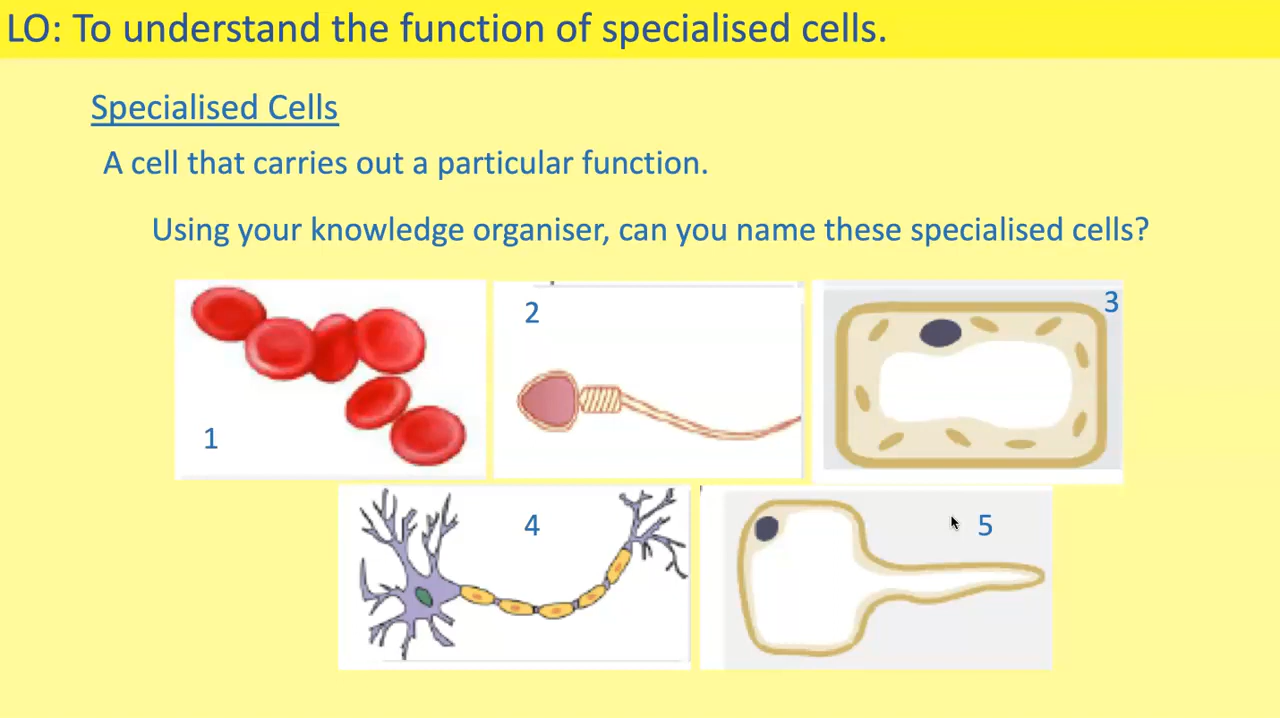 LO: To understand the function of specialised cells.
Specialised Cells
A cell that carries out a particular function.
Using your knowledge organiser, can you name these specialised cells?
1
2
3
4
5